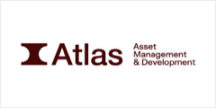 Atlas
Asset
Management
& Development